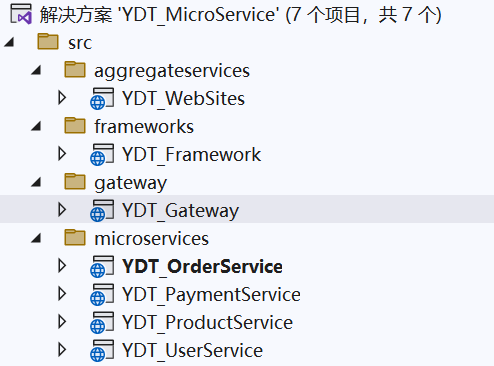 解决方案 'YDT_MicroService' (7 个项目，共 7 个)
src
aggregateservices
YDT_WebSites
frameworks
YDT_Framework
gateway
YDT_Gateway
microservices
YDT_OrderService
YDT_PaymentService
YDT_ProductService
YDT_UserService